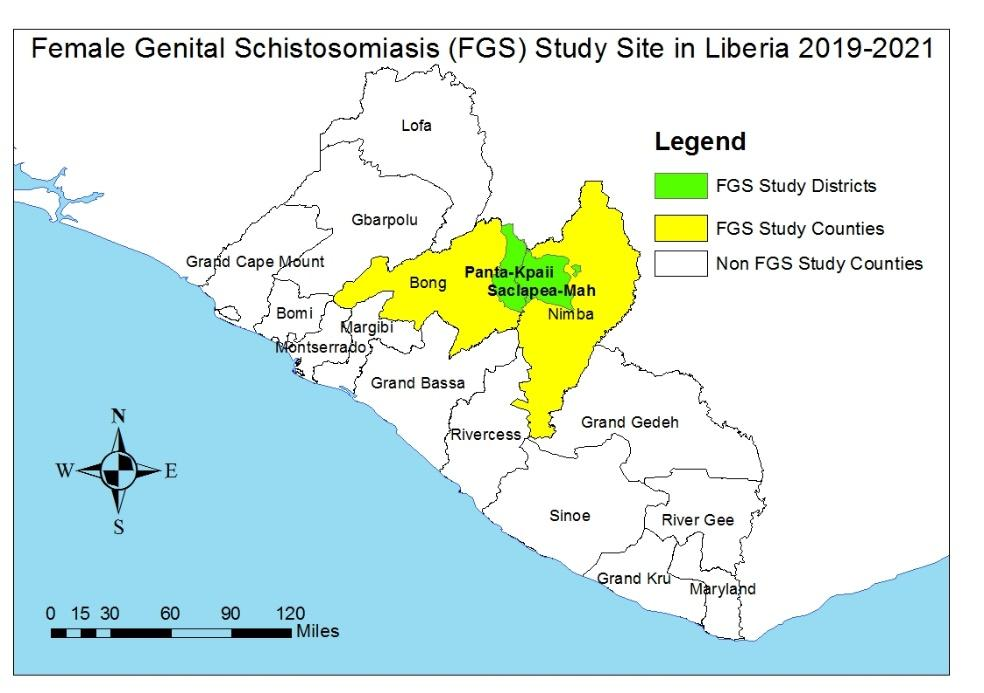 Female Genital Schistosomiasis (FGS) Study Site in Liberia 2019-2021
Lofa
Legend
FGS Study Districts
FGS Study Counties
Non FGS Study Counties
Gbarpolu
Grand Cape Mount
Panta-Kpaii
Bong
Saclapea-Mah
Bomi
Nimba
Margibi
Montserrado
Grand Bassa
Grand Gedeh
Rivercess
N
W
E
S
Sinoe
River Gee
Grand Kru
Maryland
0 15 30 60 90 120
Miles